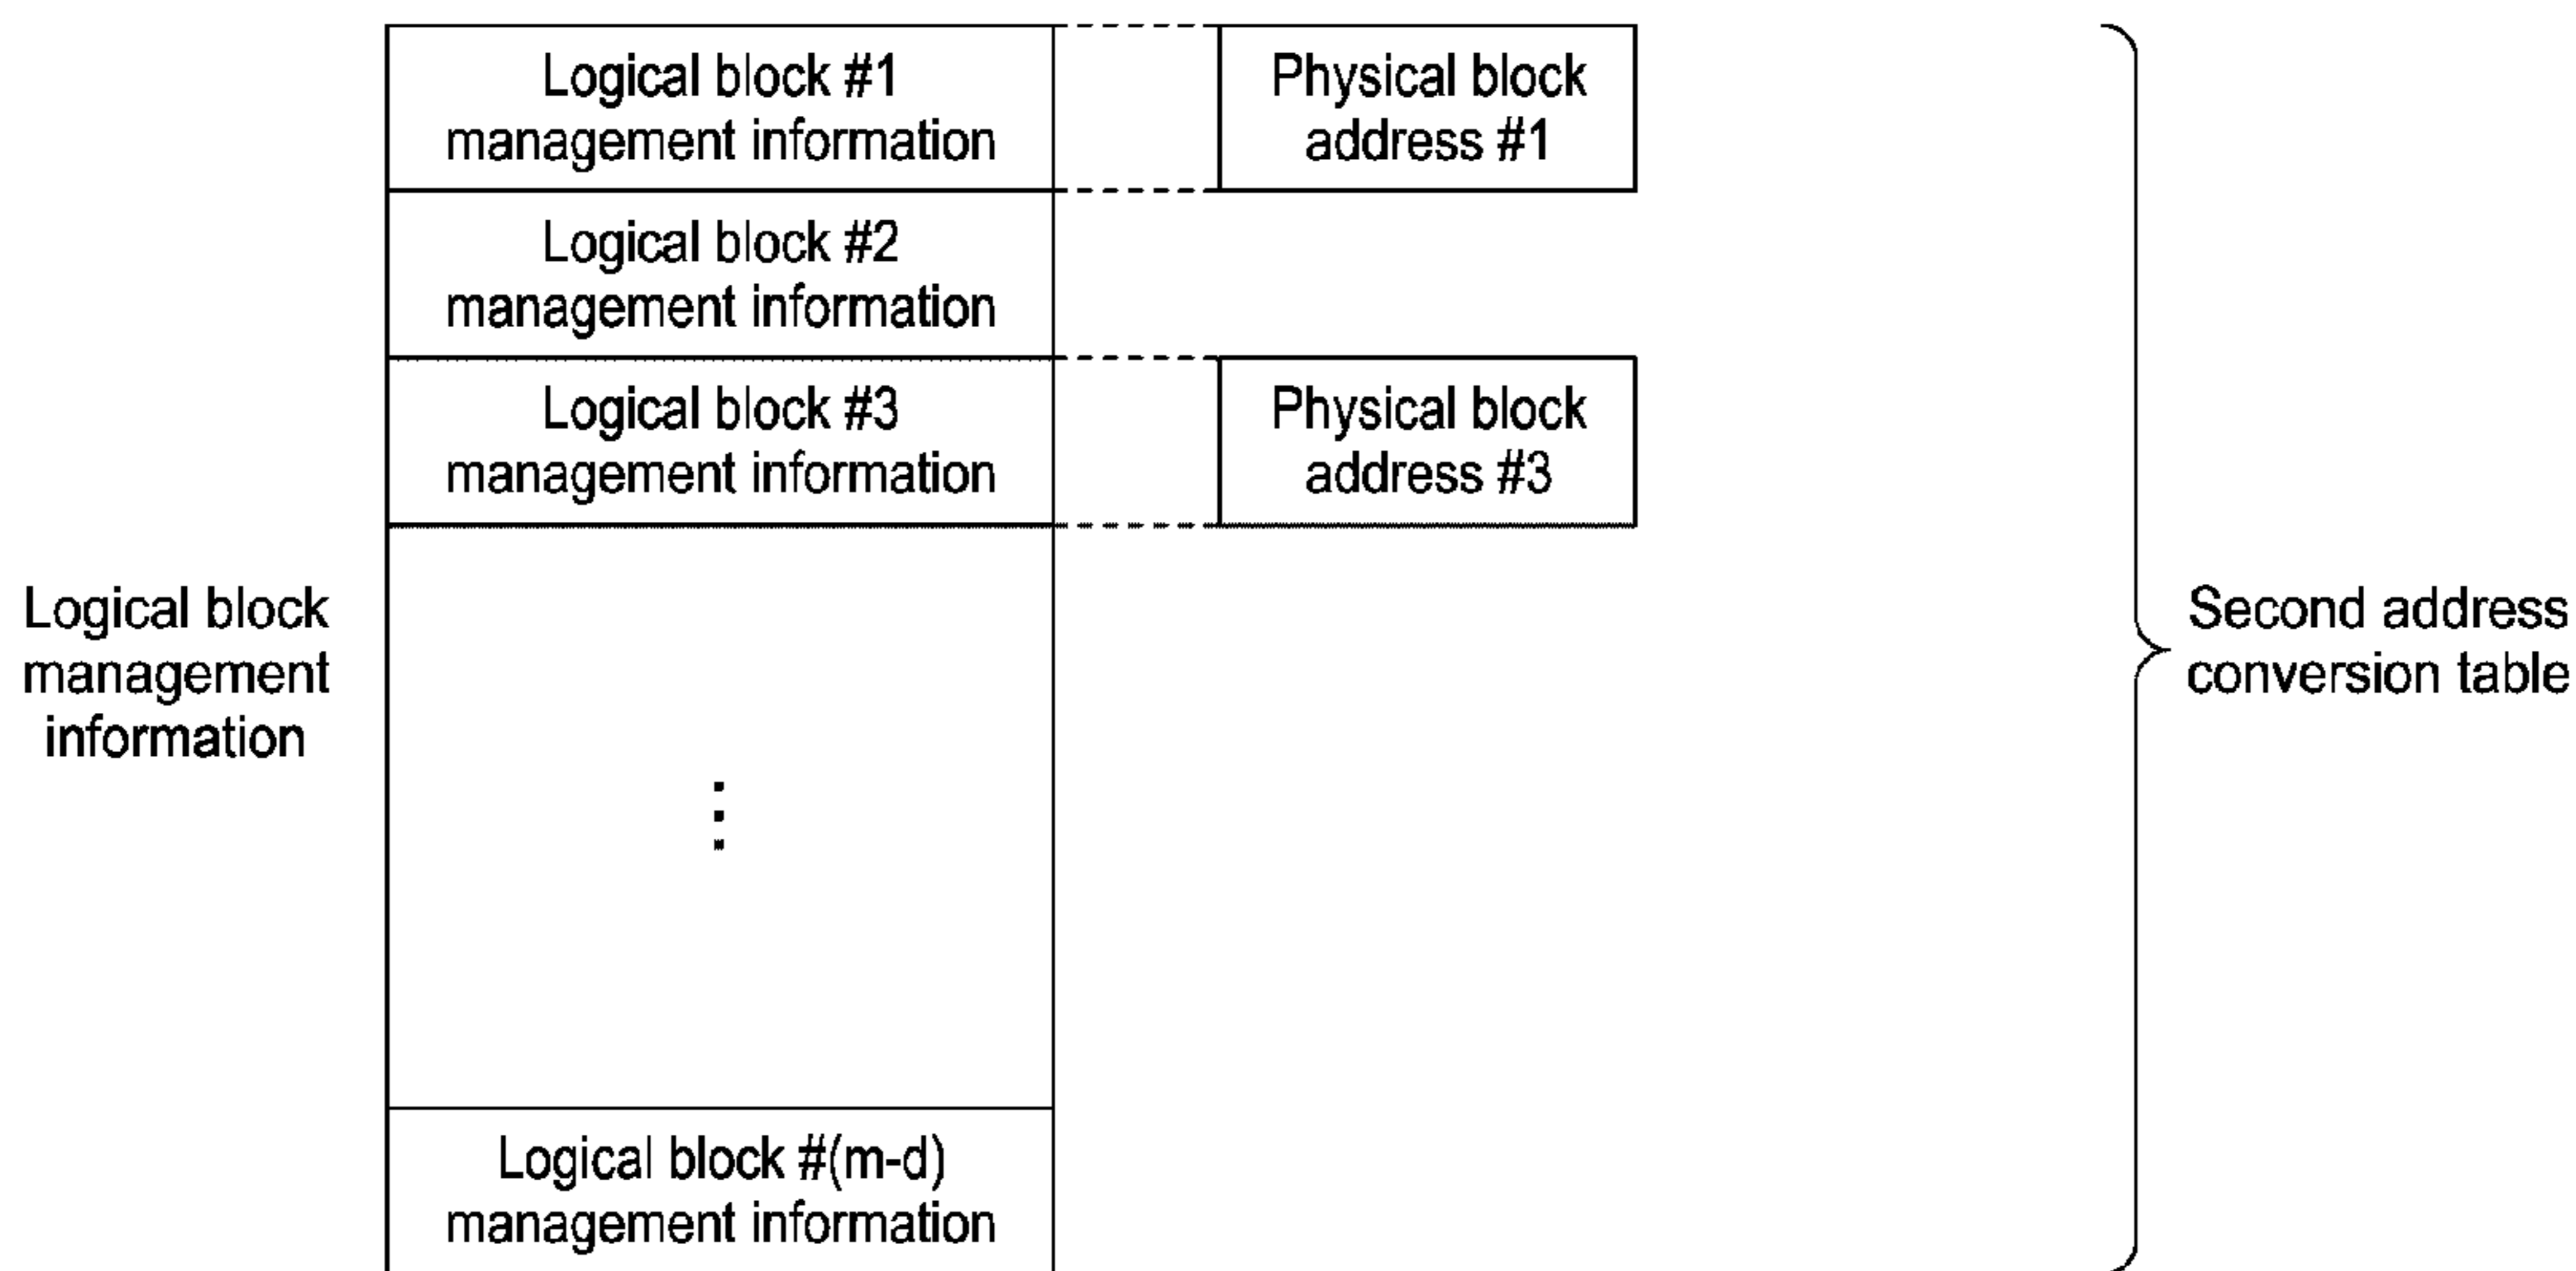 Logical block #1
management information
Physical block
address #1
Logical block #2
management information
Logical block #3
management information
Physical block
address #3
Logical block
management
information
Second address
conversion table
Logical block #(m-d)
management information